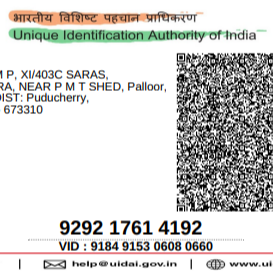 भारतीय विशिष्ट पहचान प्राधिकरण
Unique Identification Authority of India
M P, XI/403C SARAS,
RA, NEAR P M T SHED, Palloor,
DIST: Puducherry,
673310
9292 1761 4192
VID : 9184 9153 0608 0660
help@uidai.gov.in | www.ui